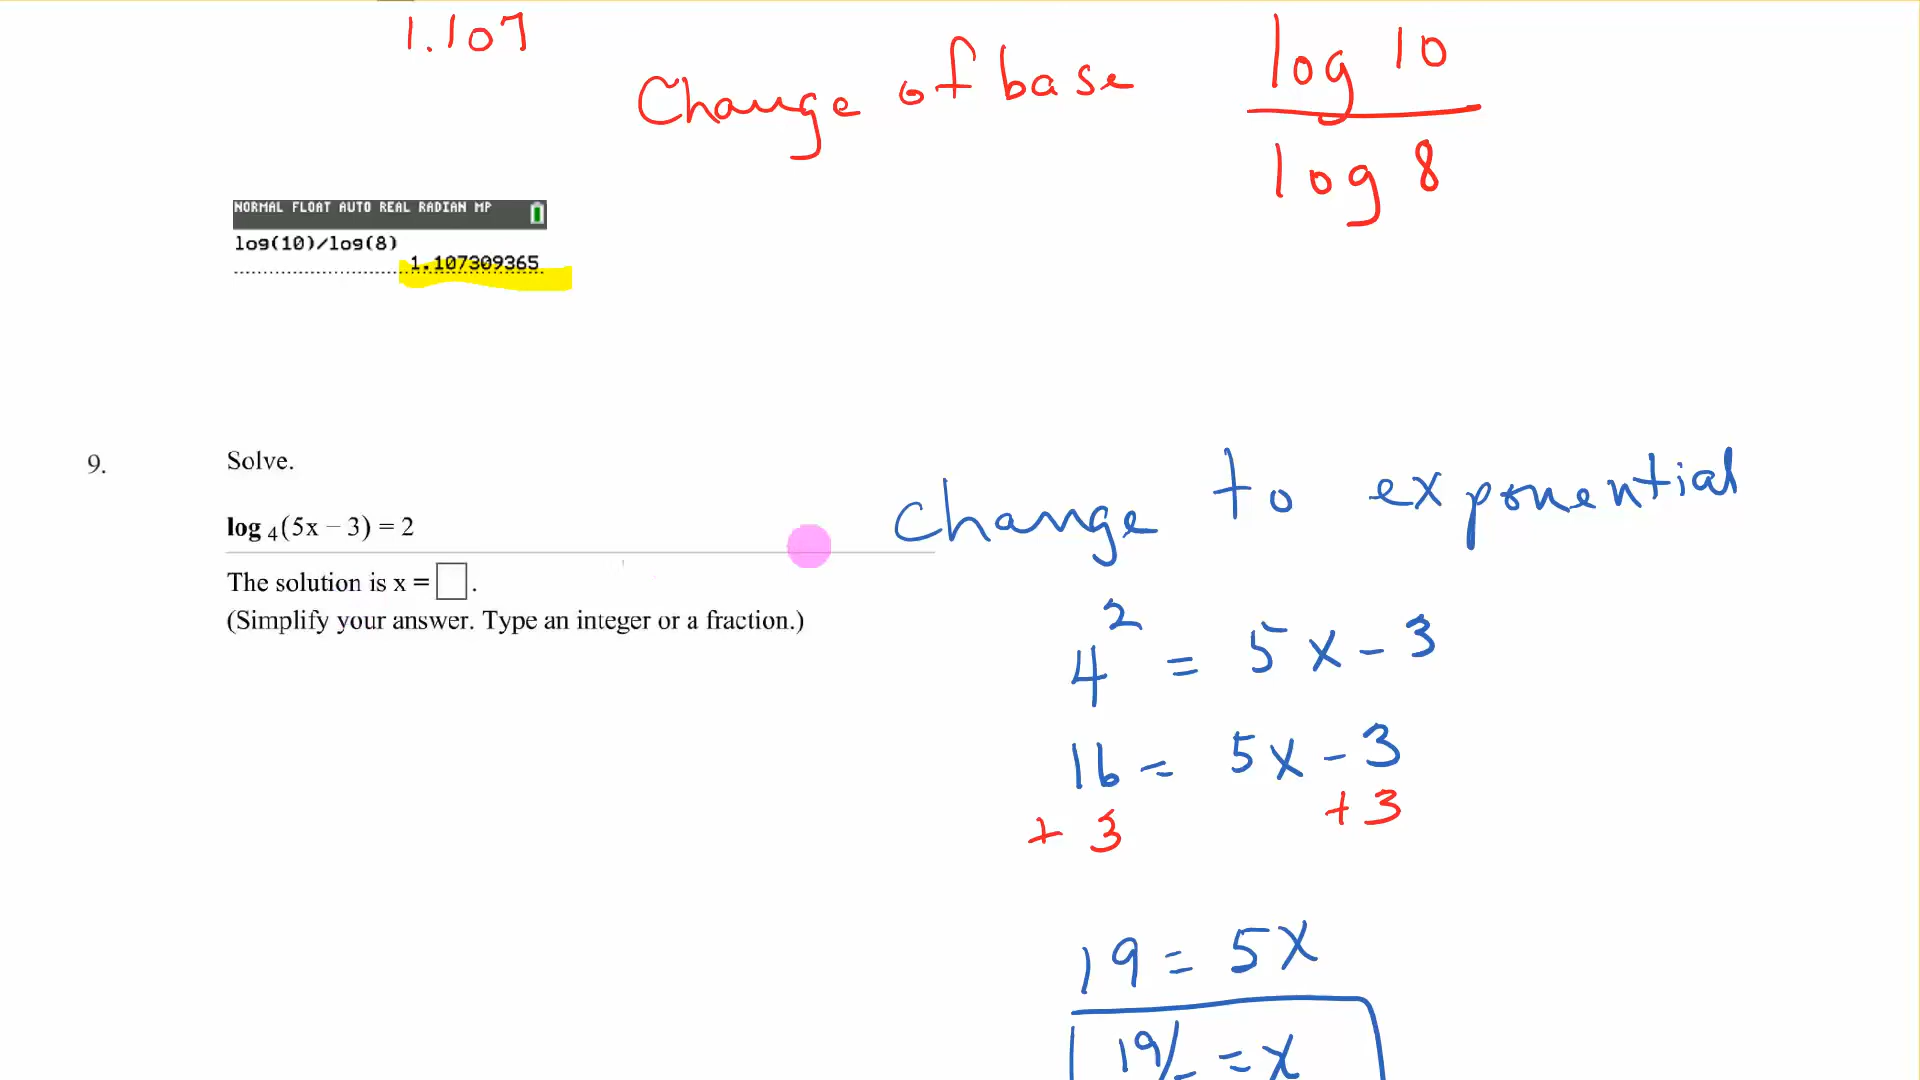 1.107
Change of base
log 10
log 8
NORMAL FLOAT AUTO REAL RADIAN MP
log(10)/log(8)
1.107309365
9.
Solve.
log 4(5x − 3) = 2
The solution is x = .
(Simplify your answer. Type an integer or a fraction.)
Change to exponential
4² = 5x - 3
16 = 5x - 3
+ 3 + 3
19 = 5x
19/ = x